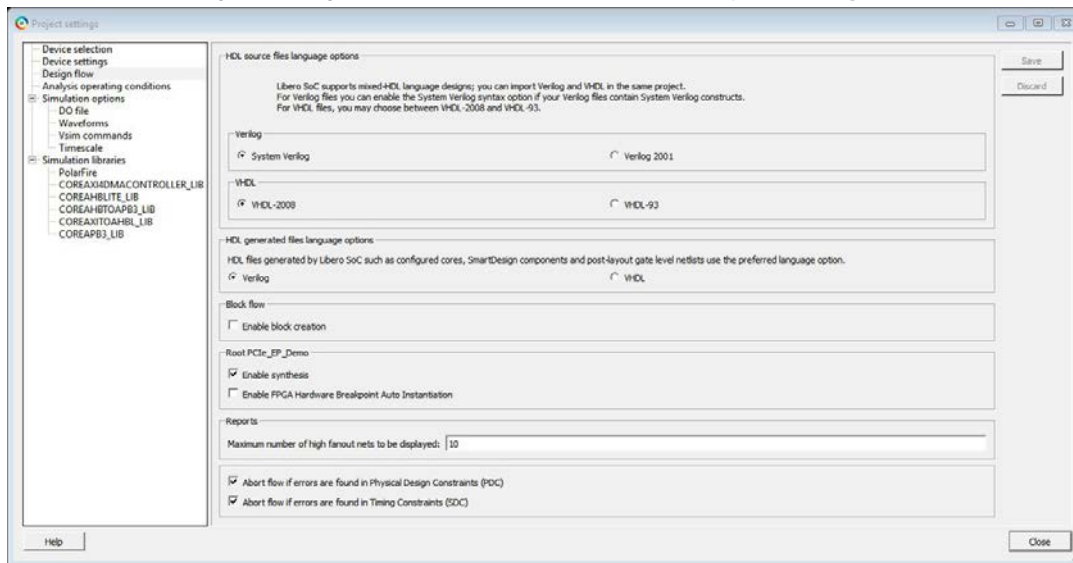 Project settings
Device selection
Device settings
Design flow
Analysis operating conditions
Simulation options
DO file
Waveforms
Vsim commands
Timescale
Simulation libraries
PolarFire
COREAXI4DMACONTROLLER_LIB
COREAHBLITE_LIB
COREAHBTOAPB3_LIB
COREAXITOAHBL_LIB
COREAPB3_LIB
HDL source files language options
Libero SoC supports mixed-HDL language designs; you can import Verilog and VHDL in the same project.
For Verilog files you can enable the System Verilog syntax option if your Verilog files contain System Verilog constructs.
For VHDL files, you may choose between VHDL-2008 and VHDL-93.
Verilog
System Verilog Verilog 2001
VHDL
VHDL-2008 VHDL-93
HDL generated files language options
HDL files generated by Libero SoC such as configured cores, SmartDesign components and post-layout gate level netlists use the preferred language option.
Verilog VHDL
Block flow
Enable block creation
Root PCIe_EP_Demo
Enable synthesis
Enable FPGA Hardware Breakpoint Auto Instantiation
Reports
Maximum number of high fanout nets to be displayed: 10
Abort flow if errors are found in Physical Design Constraints (PDC)
Abort flow if errors are found in Timing Constraints (SDC)
Save
Discard
Help
Close